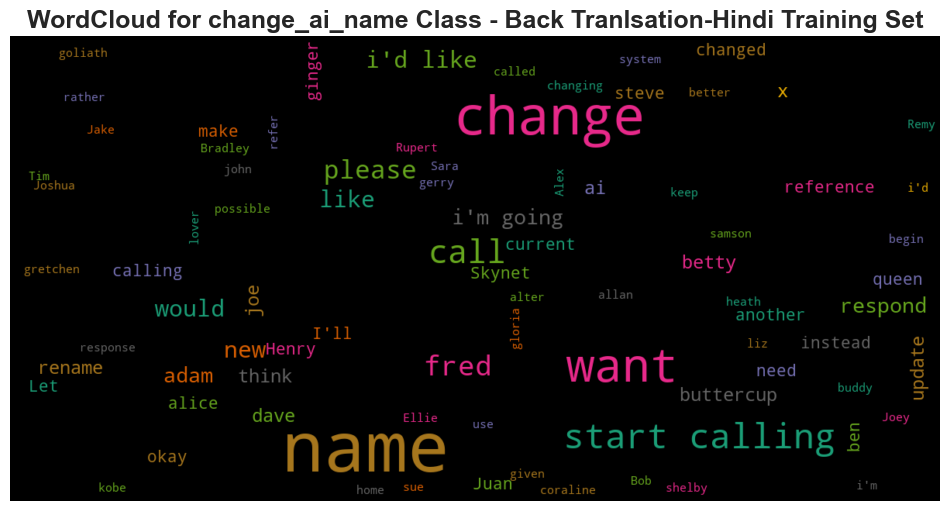 WordCloud for change_ai_name Class - Back Tranlsation-Hindi Training Set
goliath
ginger
i'd like
called
system
changed
rather
changing
steve
better
x
change
Jake
make
refer
Remy
Bradley
Rupert
john
please
Sara
Tim
Joshua
gerry
Alex
ai
keep
reference
i'd
like
possible
lover
i'm going
call
current
samson
begin
gretchen
calling
Skynet
betty
queen
joe
alter
allan
heath
would
another
respond
gloria
I'll
response
new
Henry
liz
instead
update
rename
fred
want
need
Let
adam
think
buttercup
buddy
alice
dave
Ellie
use
Joey
name
start calling
ben
okay
given
kobe
home
sue
Juan
coraline
Bob
shelby
i'm